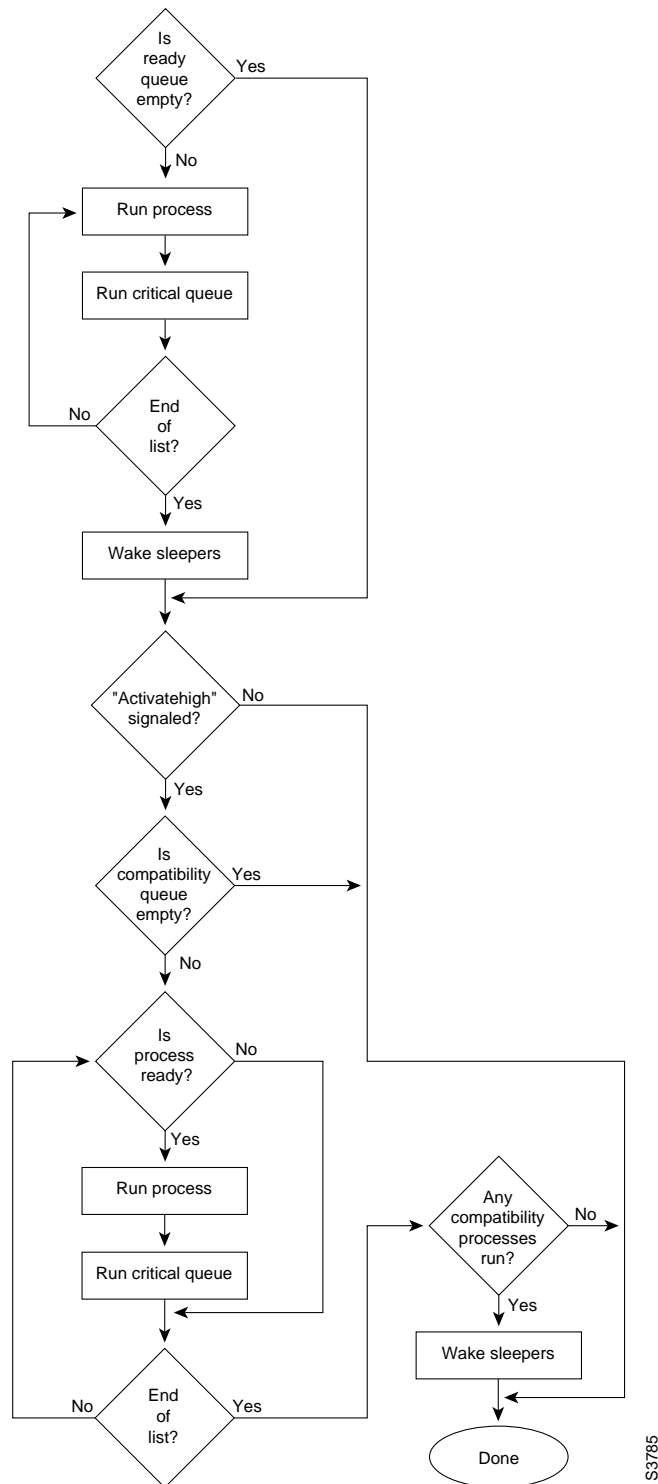 Is
ready
queue
empty?
Yes
No
Run process
Run critical queue
No
End
of
list?
Yes
Wake sleepers
"Activatehigh"
signaled?
No
Yes
Is
compatibility
queue
empty?
Yes
No
Is
process
ready?
No
Yes
Run process
Run critical queue
No
End
of
list?
Yes
Any
compatibility
processes
run?
No
Yes
Wake sleepers
Done
S3785